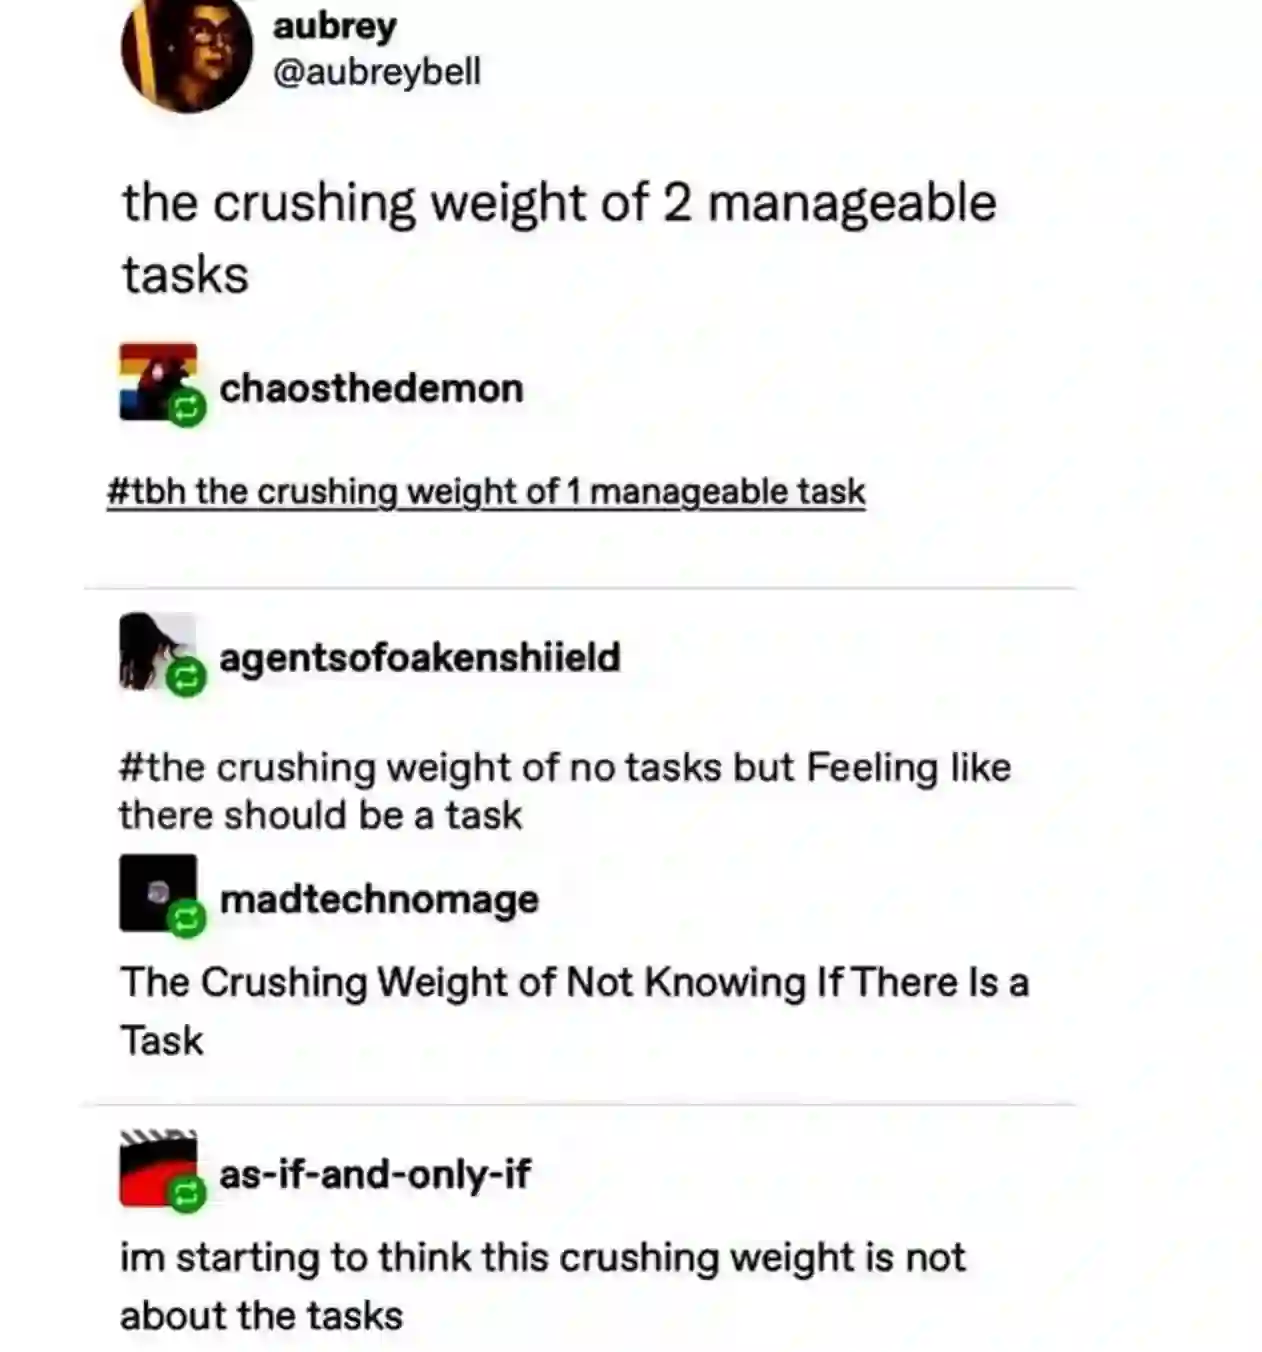 aubrey
@aubreybell
the crushing weight of 2 manageable
tasks
chaosthedemon
#tbh the crushing weight of 1 manageable task
agentsofoakenshiield
#the crushing weight of no tasks but Feeling like
there should be a task
madtechnomage
The Crushing Weight of Not Knowing If There Is a
Task
as-if-and-only-if
im starting to think this crushing weight is not
about the tasks